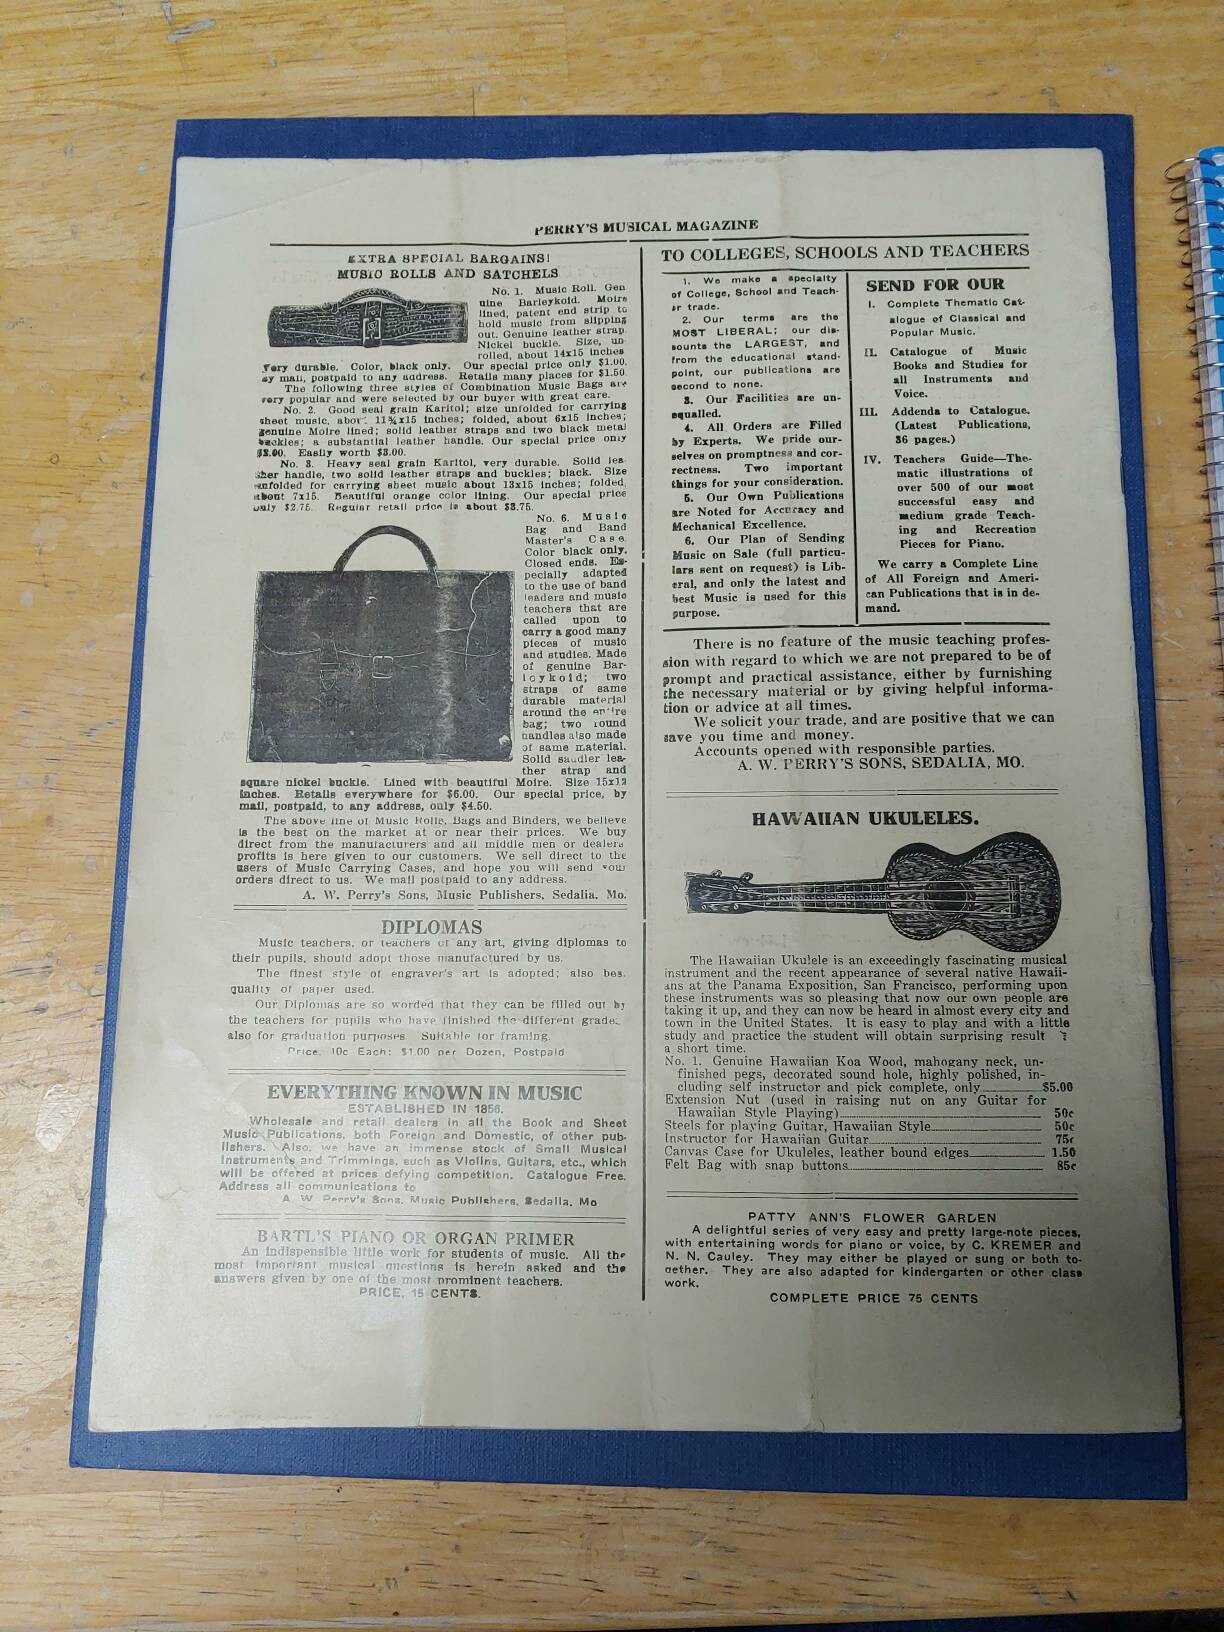 PERRY'S MUSICAL MAGAZINE
EXTRA SPECIAL BARGAINS!
MUSIC ROLLS AND SATCHELS
No. 1. Music Roll. Gen
uine Barleykoid. Moire
lined, patent end strip to
hold music from slipping
out. Genuine leather strap.
Nickel buckle. Size, un
rolled, about 14x15 inches
Very durable. Color, black only. Our special price only $1.00,
by mail, postpaid to any address. Retails many places for $1.50.
The following three styles of Combination Music Bags are
very popular and were selected by our buyer with great care.
No. 2. Good seal grain Karitol; size unfolded for carrying
sheet music, about 11¾x15 inches; folded, about 6x15 inches;
genuine Moire lined; solid leather straps and two black metal
buckles; a substantial leather handle. Our special price only
Easily worth $3.00.
No. 3. Heavy seal grain Karitol, very durable. Solid lea-
ther handle, two solid leather straps and buckles; black. Size
unfolded for carrying sheet music about 13x15 inches; folded,
about 7x15. Beautiful orange color lining. Our special price
only $2.75. Regular retail price is about $3.75.
No. 6. Music
Bag and Band
Master's Case.
Color black only.
Closed ends. Es-
pecially adapted
to the use of band
leaders and music
teachers that are
called upon to
carry a good many
pieces of music
and studies. Made
of genuine Bar-
leykoid; two
straps of same
durable material
around the entire
bag; two round
handles also made
of same material.
Solid saddler lea-
ther strap and
square nickel buckle. Lined with beautiful Moire. Size 15x12
inches. Retails everywhere for $6.00. Our special price, by
mail, postpaid, to any address, only $4.50.
The above line of Music Rolls, Bags and Binders, we believe
is the best on the market at or near their prices. We buy
direct from the manufacturers and all middle men or dealers
profits is here given to our customers. We sell direct to the
users of Music Carrying Cases, and hope you will send your
orders direct to us. We mail postpaid to any address.
A. W. Perry's Sons, Music Publishers, Sedalia, Mo.
DIPLOMAS
Music teachers, or teachers of any art, giving diplomas to
their pupils, should adopt those manufactured by us.
The finest style of engraver's art is adopted; also bes.
quality of paper used.
Our Diplomas are so worded that they can be filled out by
the teachers for pupils who have finished the different grades
also for graduation purposes Suitable for framing.
Price, 10c Each; $1.00 per Dozen, Postpaid
EVERYTHING KNOWN IN MUSIC
ESTABLISHED IN 1856.
Wholesale and retail dealers in all the Book and Sheet
Music Publications, both Foreign and Domestic, of other pub-
lishers. Also, we have an immense stock of Small Musical
Instruments and Trimmings, such as Violins, Guitars, etc., which
will be offered at prices defying competition. Catalogue Free.
Address all communications to
A. W Perry's Sons, Music Publishers, Sedalia, Mo
BARTL'S PIANO OR ORGAN PRIMER
An indispensible little work for students of music. All the
most important musical questions is herein asked and the
answers given by one of the most prominent teachers.
PRICE, 15 CENTS.
TO COLLEGES, SCHOOLS AND TEACHERS
1. We make a specialty
of College, School and Teach-
er trade.
2. Our terms are the
MOST LIBERAL; our dis-
counts the LARGEST, and
from the educational stand-
point, our publications are
second to none.
3. Our Facilities are un-
equalled.
4. All Orders are Filled
by Experts. We pride our-
selves on promptness and cor-
rectness. Two important
things for your consideration.
5. Our Own Publications
are Noted for Accuracy and
Mechanical Excellence.
6. Our Plan of Sending
Music on Sale (full particu-
lars sent on request) is Lib-
eral, and only the latest and
best Music is used for this
purpose.
SEND FOR OUR
I. Complete Thematic Cat-
alogue of Classical and
Popular Music.
II. Catalogue of Music
Books and Studies for
all Instruments and
Voice.
III. Addenda to Catalogue.
(Latest Publications,
36 pages.)
IV. Teachers Guide—The-
matic illustrations of
over 500 of our most
successful easy and
medium grade Teach-
ing and Recreation
Pieces for Piano.
We carry a Complete Line
of All Foreign and Ameri-
can Publications that is in de-
mand.
There is no feature of the music teaching profes-
sion with regard to which we are not prepared to be of
prompt and practical assistance, either by furnishing
the necessary material or by giving helpful informa-
tion or advice at all times.
We solicit your trade, and are positive that we can
save you time and money.
Accounts opened with responsible parties.
A. W. PERRY'S SONS, SEDALIA, MO.
HAWAIIAN UKULELES.
The Hawaiian Ukulele is an exceedingly fascinating musical
instrument and the recent appearance of several native Hawaii-
ans at the Panama Exposition, San Francisco, performing upon
these instruments was so pleasing that now our own people are
taking it up, and they can now be heard in almost every city and
town in the United States. It is easy to play and with a little
study and practice the student will obtain surprising result
a short time.
No. 1. Genuine Hawaiian Koa Wood, mahogany neck, un-
finished pegs, decorated sound hole, highly polished, in-
cluding self instructor and pick complete, only $5.00
Extension Nut (used in raising nut on any Guitar for
Hawaiian Style Playing) 50c
Steels for playing Guitar, Hawaiian Style 50c
Instructor for Hawaiian Guitar 75c
Canvas Case for Ukuleles, leather bound edges 1.50
Felt Bag with snap buttons 85c
PATTY ANN'S FLOWER GARDEN
A delightful series of very easy and pretty large-note pieces,
with entertaining words for piano or voice, by C. KREMER and
N. N. Cauley. They may either be played or sung or both to-
gether. They are also adapted for kindergarten or other class
work.
COMPLETE PRICE 75 CENTS